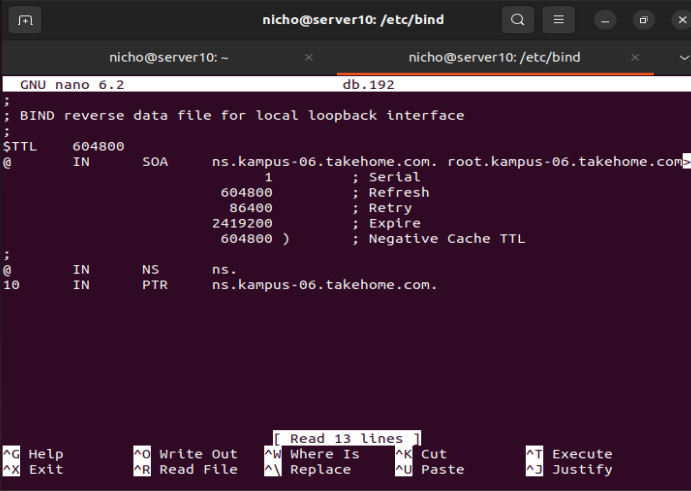 nicho@server10: /etc/bind
nicho@server10: ~ × nicho@server10: /etc/bind ×
GNU nano 6.2 db.192
;
; BIND reverse data file for local loopback interface
;
$TTL 604800
@ IN SOA ns.kampus-06.takehome.com. root.kampus-06.takehome.com>
1 ; Serial
604800 ; Refresh
86400 ; Retry
2419200 ; Expire
604800 ) ; Negative Cache TTL
;
@ IN NS ns.
10 IN PTR ns.kampus-06.takehome.com.
[ Read 13 lines ]
^G Help ^O Write Out ^W Where Is ^K Cut ^T Execute
^X Exit ^R Read File ^\ Replace ^U Paste ^J Justify